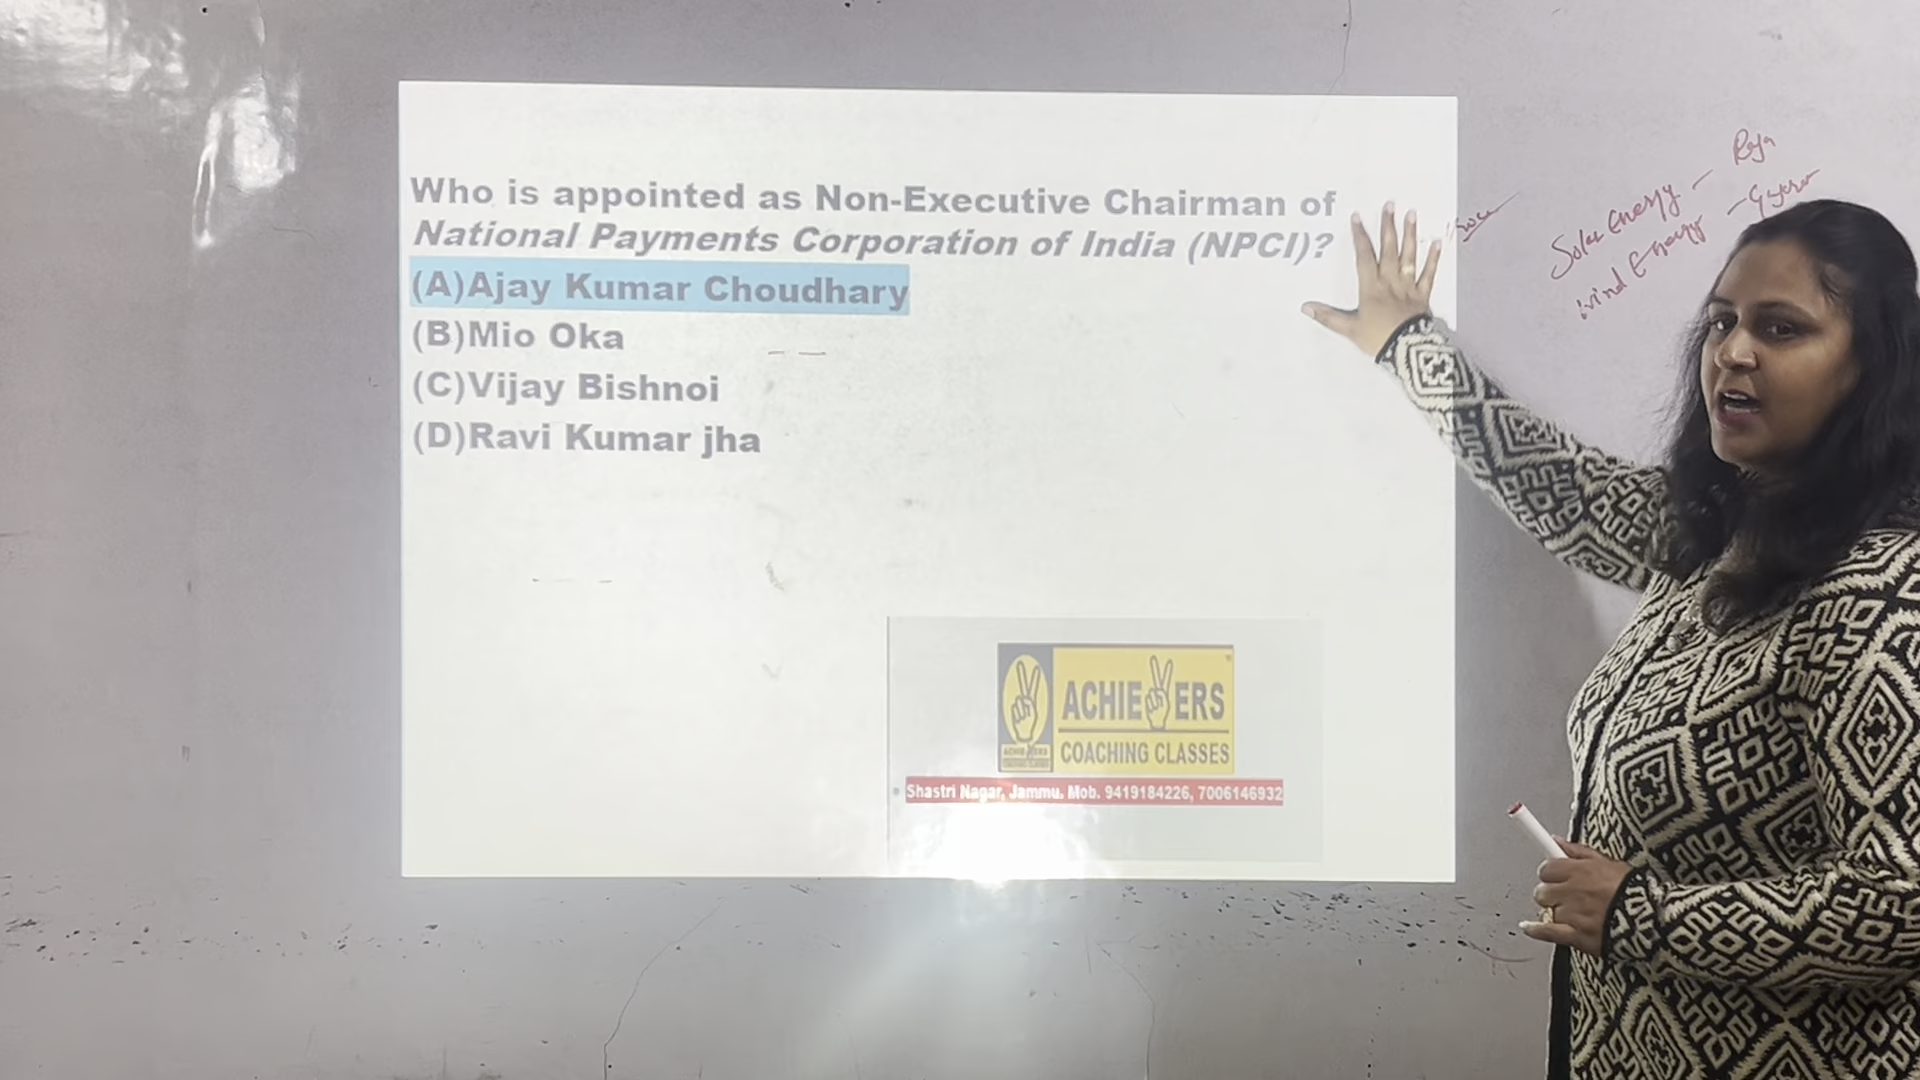 Who is appointed as Non-Executive Chairman of
National Payments Corporation of India (NPCI)?
(A)Ajay Kumar Choudhary
(B)Mio Oka
(C)Vijay Bishnoi
(D)Ravi Kumar jha
Solar Energy - Raja
Wind Energy -
ACHIEVERS
COACHING CLASSES
Shastri Nagar, Jammu. Mob. 9419184226, 7006146932